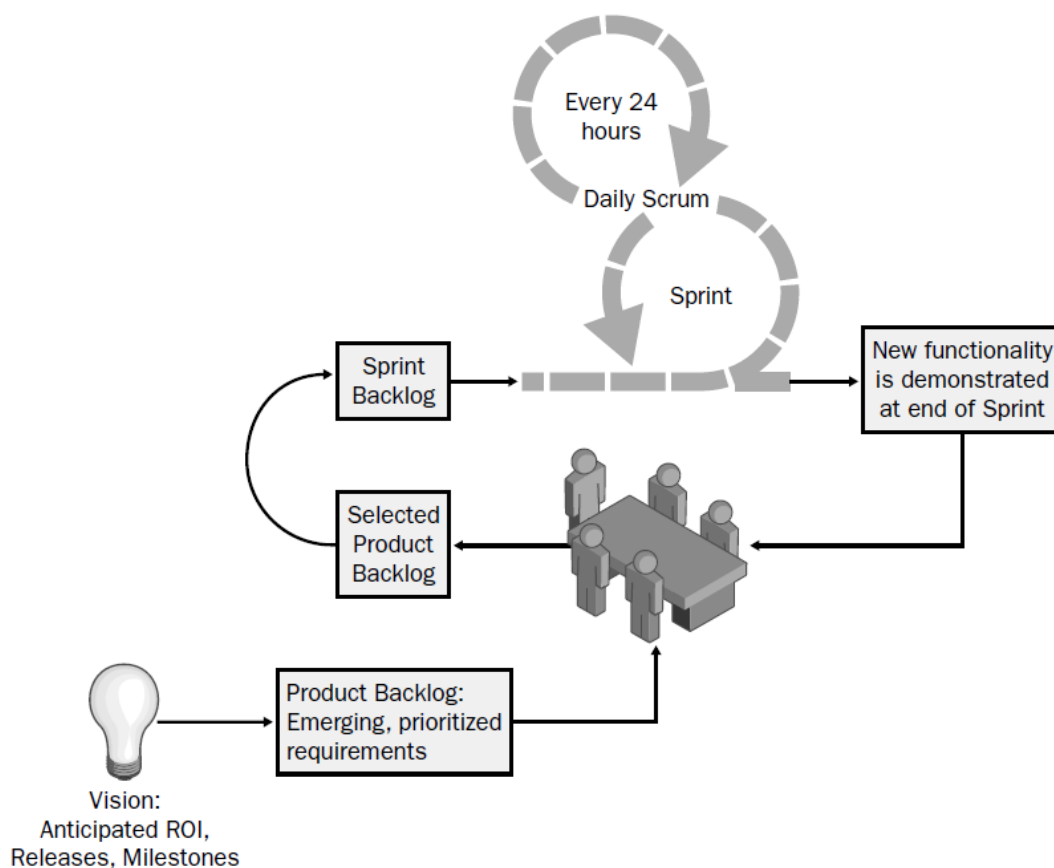 Every 24
hours
Daily Scrum
Sprint
Sprint
Backlog
New functionality
is demonstrated
at end of Sprint
Selected
Product
Backlog
Product Backlog:
Emerging, prioritized
requirements
Vision:
Anticipated ROI,
Releases, Milestones